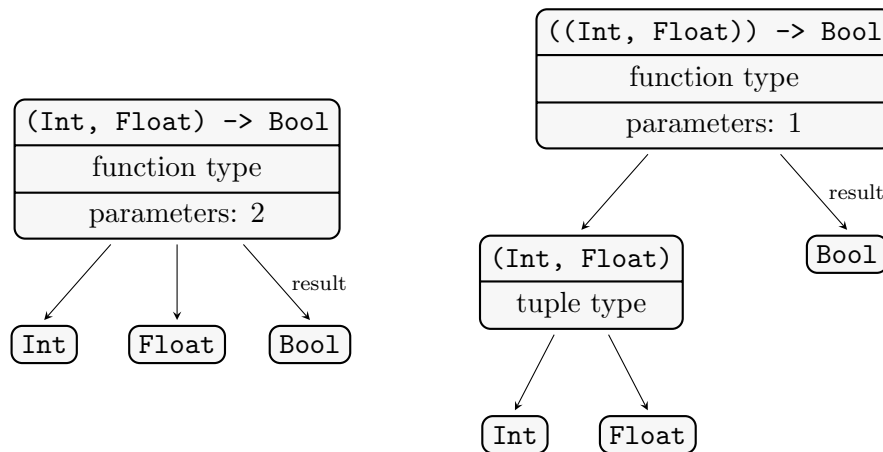 (Int, Float) -> Bool
function type
parameters: 2
result
Int
Float
Bool
((Int, Float)) -> Bool
function type
parameters: 1
result
(Int, Float)
tuple type
Bool
Int
Float